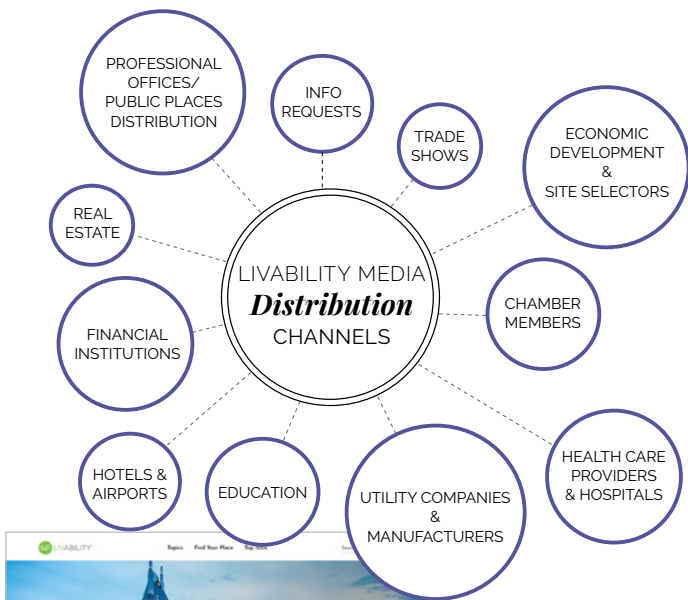 PROFESSIONAL
OFFICES/
PUBLIC PLACES
DISTRIBUTION
INFO
REQUESTS
TRADE
SHOWS
ECONOMIC
DEVELOPMENT
&
SITE SELECTORS
REAL
ESTATE
LIVABILITY MEDIA
Distribution
CHANNELS
CHAMBER
MEMBERS
FINANCIAL
INSTITUTIONS
HOTELS &
AIRPORTS
EDUCATION
UTILITY COMPANIES
&
MANUFACTURERS
HEALTH CARE
PROVIDERS
& HOSPITALS
LIVABILITY
Topics Find Your Place Top 100s